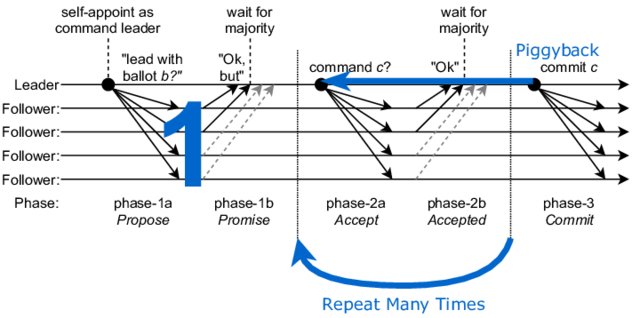 self-appoint as
command leader
wait for
majority
wait for
majority
"lead with
ballot b?"
"Ok,
but"
command c?
"Ok"
Piggyback
commit c
Leader
Follower:
Follower:
Follower:
Follower:
1
Phase:
phase-1a
Propose
phase-1b
Promise
phase-2a
Accept
phase-2b
Accepted
phase-3
Commit
Repeat Many Times